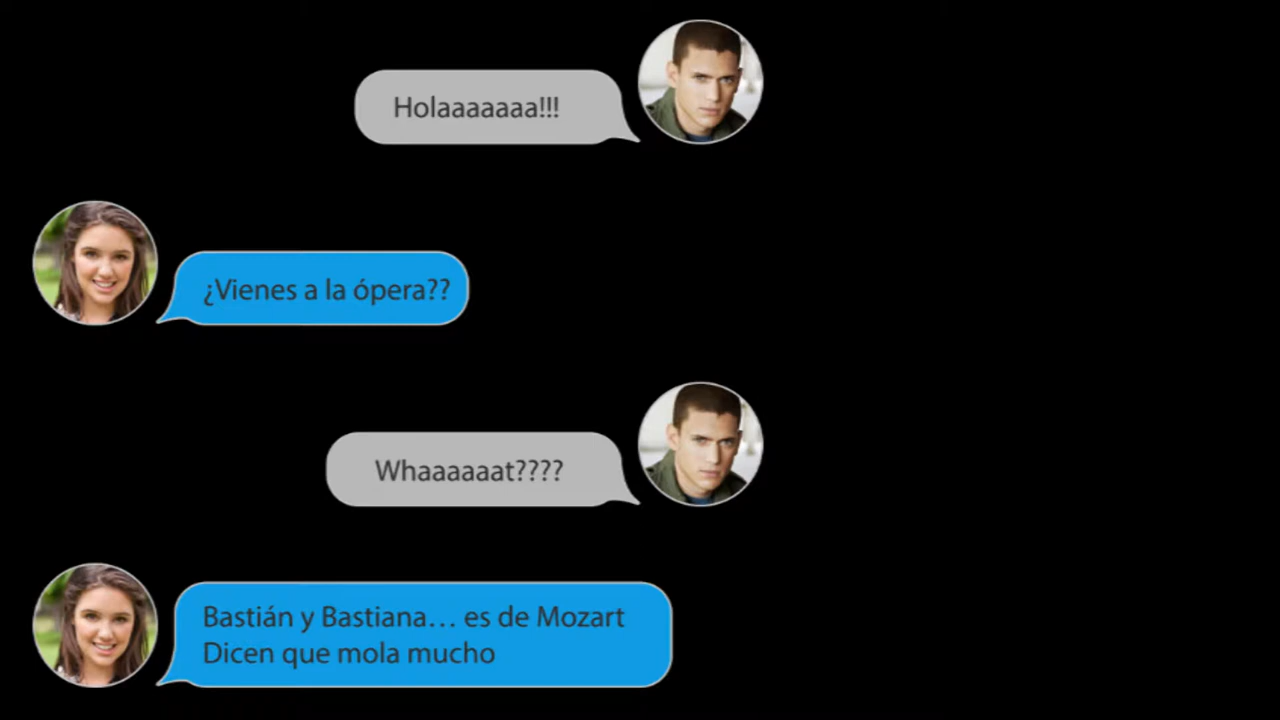 Holaaaaaaa!!!
¿Vienes a la ópera??
Whaaaaaat????
Bastián y Bastiana... es de Mozart
Dicen que mola mucho